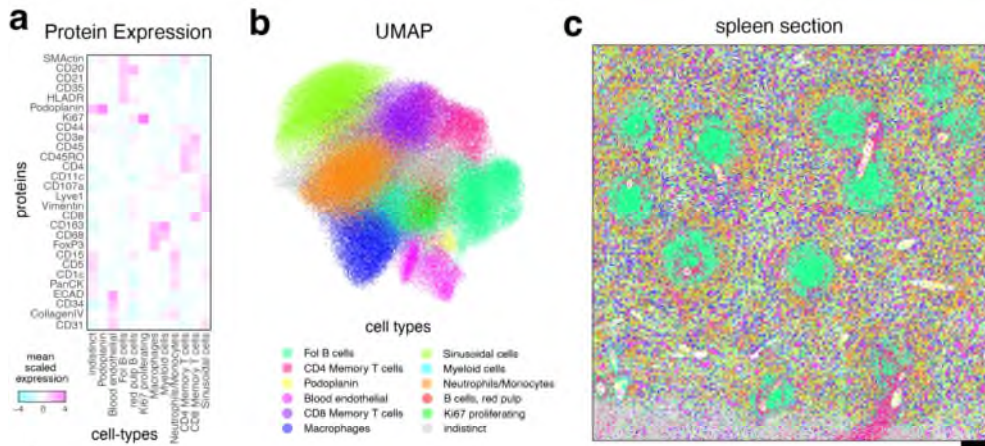 a
Protein Expression
SMActin
CD20
CD21
CD35
HLADR
Podoplanin
Ki67
CD44
CD3e
CD45
CD45RO
CD4
CD11c
CD107a
Lyve1
Vimentin
CD8
CD163
CD68
FoxP3
CD15
CD5
CD1c
PanCK
ECAD
CD34
CollagenIV
CD31
proteins
indistinct
Podoplanin
Blood endothelial
Fol B cells
red pulp B cells
Ki67 proliferating
Macrophages
Myeloid cells
Neutrophils/Monocytes
CD4 Memory T cells
CD8 Memory T cells
Sinusoidal cells
mean
scaled
expression
-4 0 4
cell-types
b
UMAP
cell types
Fol B cells
CD4 Memory T cells
Podoplanin
Blood endothelial
CD8 Memory T cells
Macrophages
Sinusoidal cells
Myeloid cells
Neutrophils/Monocytes
B cells, red pulp
Ki67 proliferating
indistinct
c
spleen section